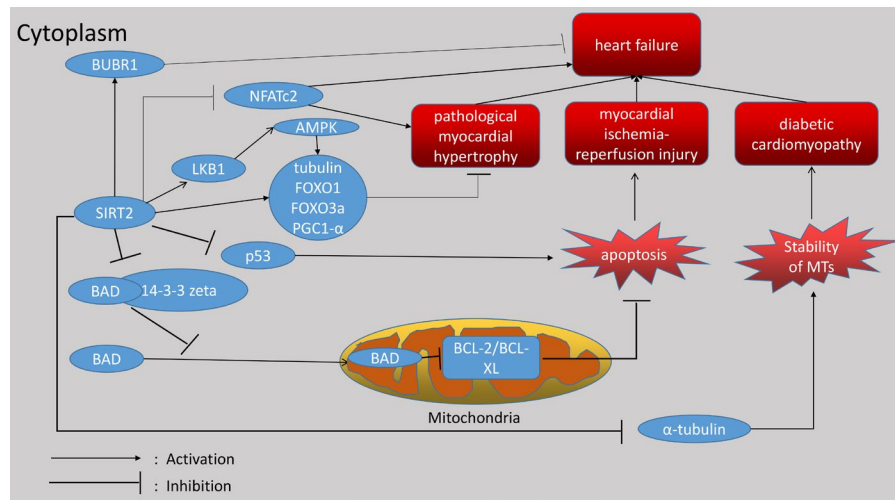 Cytoplasm
heart failure
BUBR1
NFATc2
AMPK
pathological
myocardial
hypertrophy
myocardial
ischemia-
reperfusion injury
diabetic
cardiomyopathy
LKB1
tubulin
FOXO1
FOXO3a
PGC1-α
SIRT2
p53
apoptosis
Stability
of MTs
BAD
14-3-3 zeta
BAD
BAD
BCL-2/BCL-
XL
Mitochondria
α-tubulin
: Activation
: Inhibition